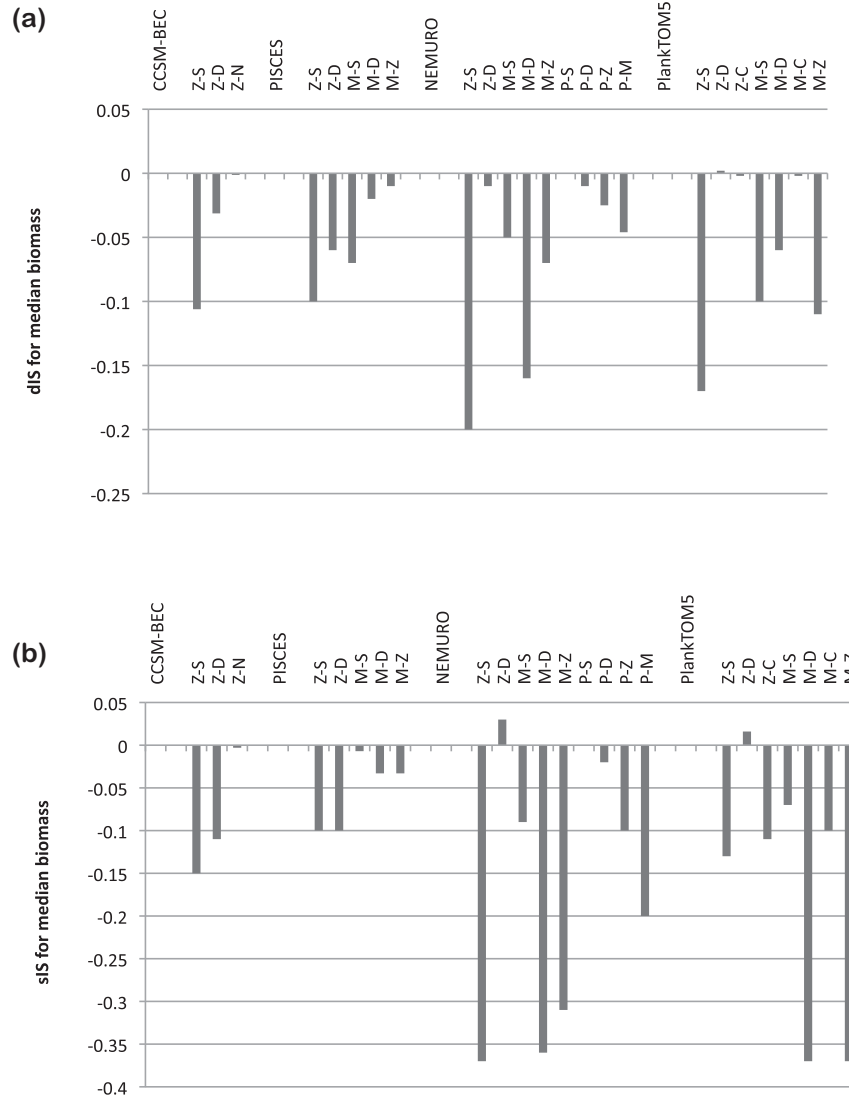 (a)
CCSM-BEC
Z-S
Z-D
Z-N
PISCES
Z-S
Z-D
M-S
M-D
M-Z
NEMURO
Z-S
Z-D
M-S
M-D
M-Z
P-S
P-D
P-Z
P-M
PlankTOM5
Z-S
Z-D
Z-C
M-S
M-D
M-C
M-Z
0.05
0
-0.05
-0.1
-0.15
-0.2
-0.25
dIS for median biomass
(b)
CCSM-BEC
Z-S
Z-D
Z-N
PISCES
Z-S
Z-D
M-S
M-D
M-Z
NEMURO
Z-S
Z-D
M-S
M-D
M-Z
P-S
P-D
P-Z
P-M
PlankTOM5
Z-S
Z-D
Z-C
M-S
M-D
M-C
M-Z
0.05
0
-0.05
-0.1
-0.15
-0.2
-0.25
-0.3
-0.35
-0.4
sIS for median biomass